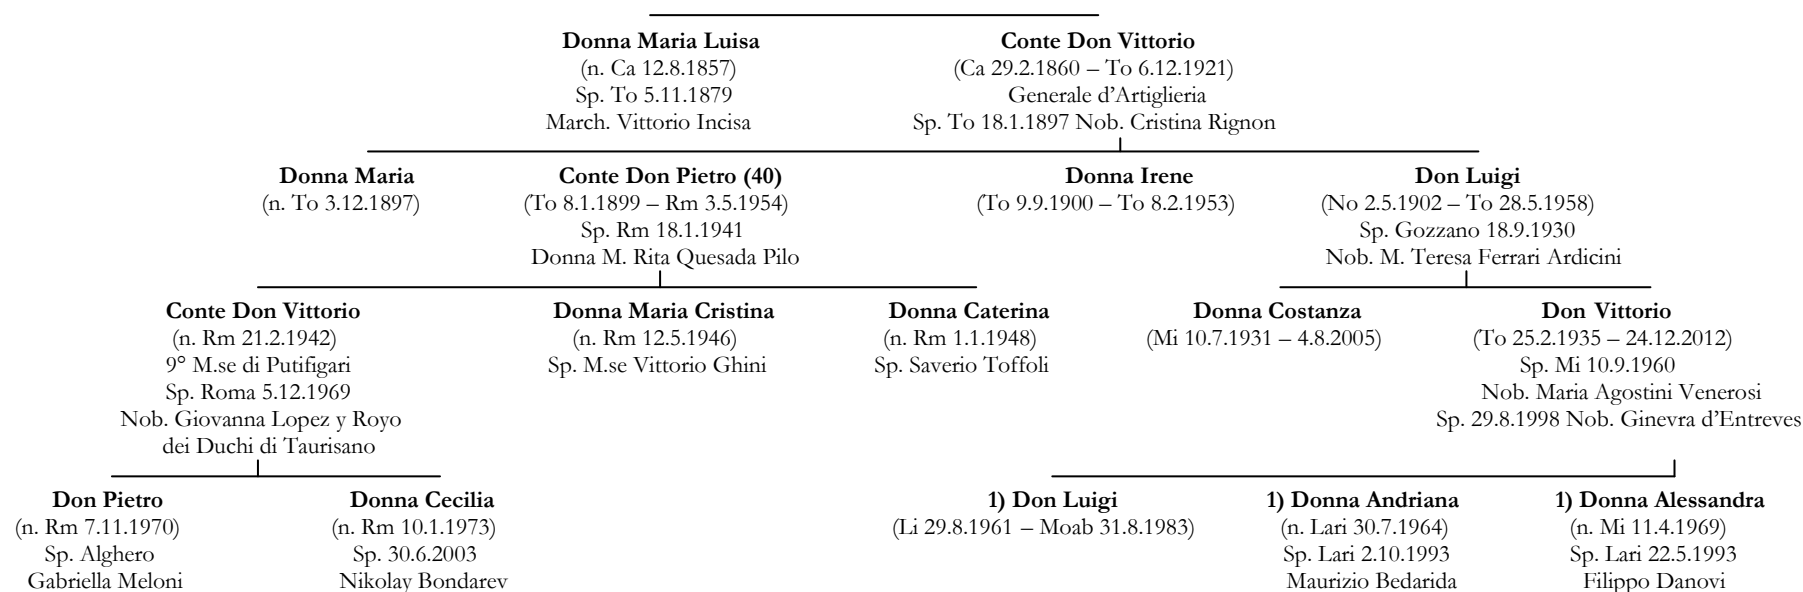 Donna Maria Luisa
(n. Ca 12.8.1857)
Sp. To 5.11.1879
March. Vittorio Incisa
Conte Don Vittorio
(Ca 29.2.1860 – To 6.12.1921)
Generale d'Artiglieria
Sp. To 18.1.1897 Nob. Cristina Rignon
Donna Maria
(n. To 3.12.1897)
Conte Don Pietro (40)
(To 8.1.1899 – Rm 3.5.1954)
Sp. Rm 18.1.1941
Donna M. Rita Quesada Pilo
Donna Irene
(To 9.9.1900 – To 8.2.1953)
Don Luigi
(No 2.5.1902 – To 28.5.1958)
Sp. Gozzano 18.9.1930
Nob. M. Teresa Ferrari Ardicini
Conte Don Vittorio
(n. Rm 21.2.1942)
9° M.se di Putifigari
Sp. Roma 5.12.1969
Nob. Giovanna Lopez y Royo
dei Duchi di Taurisano
Donna Maria Cristina
(n. Rm 12.5.1946)
Sp. M.se Vittorio Ghini
Donna Caterina
(n. Rm 1.1.1948)
Sp. Saverio Toffoli
Donna Costanza
(Mi 10.7.1931 – 4.8.2005)
Don Vittorio
(To 25.2.1935 – 24.12.2012)
Sp. Mi 10.9.1960
Nob. Maria Agostini Venerosi
Sp. 29.8.1998 Nob. Ginevra d'Entreves
Don Pietro
(n. Rm 7.11.1970)
Sp. Alghero
Gabriella Meloni
Donna Cecilia
(n. Rm 10.1.1973)
Sp. 30.6.2003
Nikolay Bondarev
1) Don Luigi
(Li 29.8.1961 – Moab 31.8.1983)
1) Donna Andriana
(n. Lari 30.7.1964)
Sp. Lari 2.10.1993
Maurizio Bedarida
1) Donna Alessandra
(n. Mi 11.4.1969)
Sp. Lari 22.5.1993
Filippo Danovi